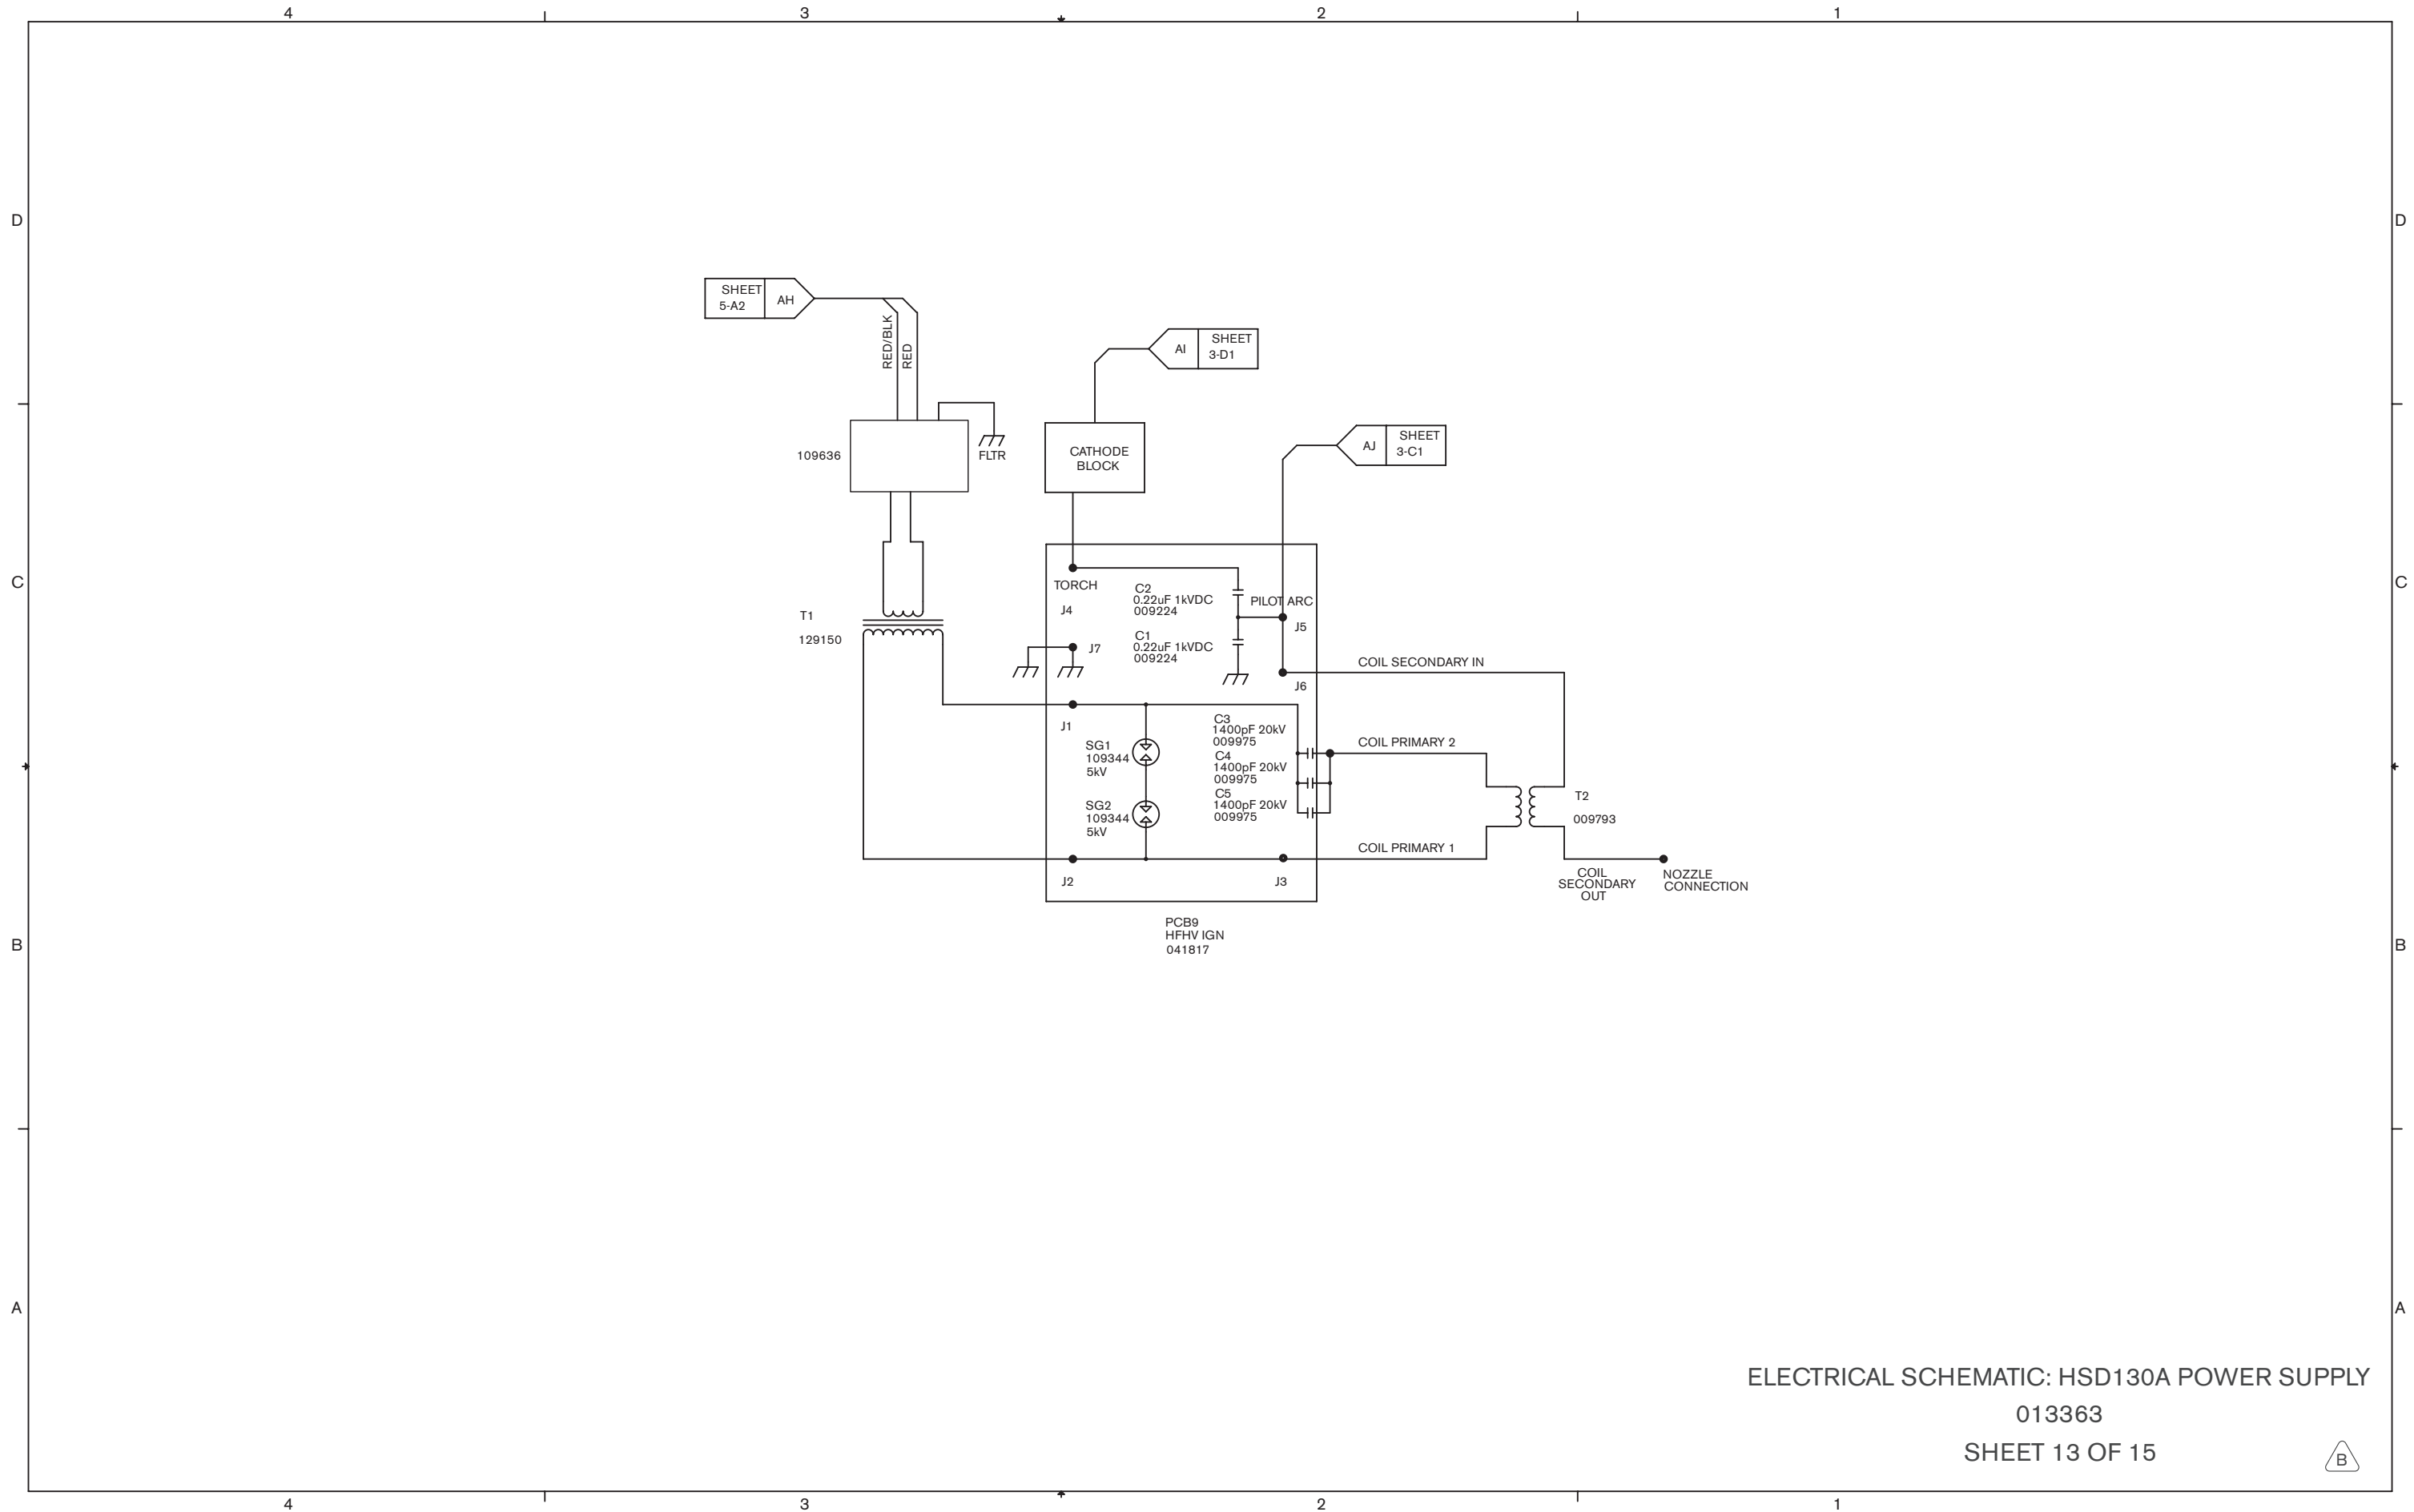 4 3 2 1
D D
SHEET
5-A2
AH
RED/BLK
RED
AI
SHEET
3-D1
109636
FLTR
CATHODE
BLOCK
AJ
SHEET
3-C1
C C
TORCH
J4
C2
0.22uF 1kVDC
009224
PILOT ARC
J5
T1
129150
J7
C1
0.22uF 1kVDC
009224
COIL SECONDARY IN
J6
J1
C3
1400pF 20kV
009975
COIL PRIMARY 2
SG1
109344
5kV
C4
1400pF 20kV
009975
C5
1400pF 20kV
009975
SG2
109344
5kV
T2
009793
COIL PRIMARY 1
J2
J3
COIL
SECONDARY
OUT
NOZZLE
CONNECTION
PCB9
HFHV IGN
041817
B B
A A
ELECTRICAL SCHEMATIC: HSD130A POWER SUPPLY
013363
SHEET 13 OF 15
B
4 3 2 1